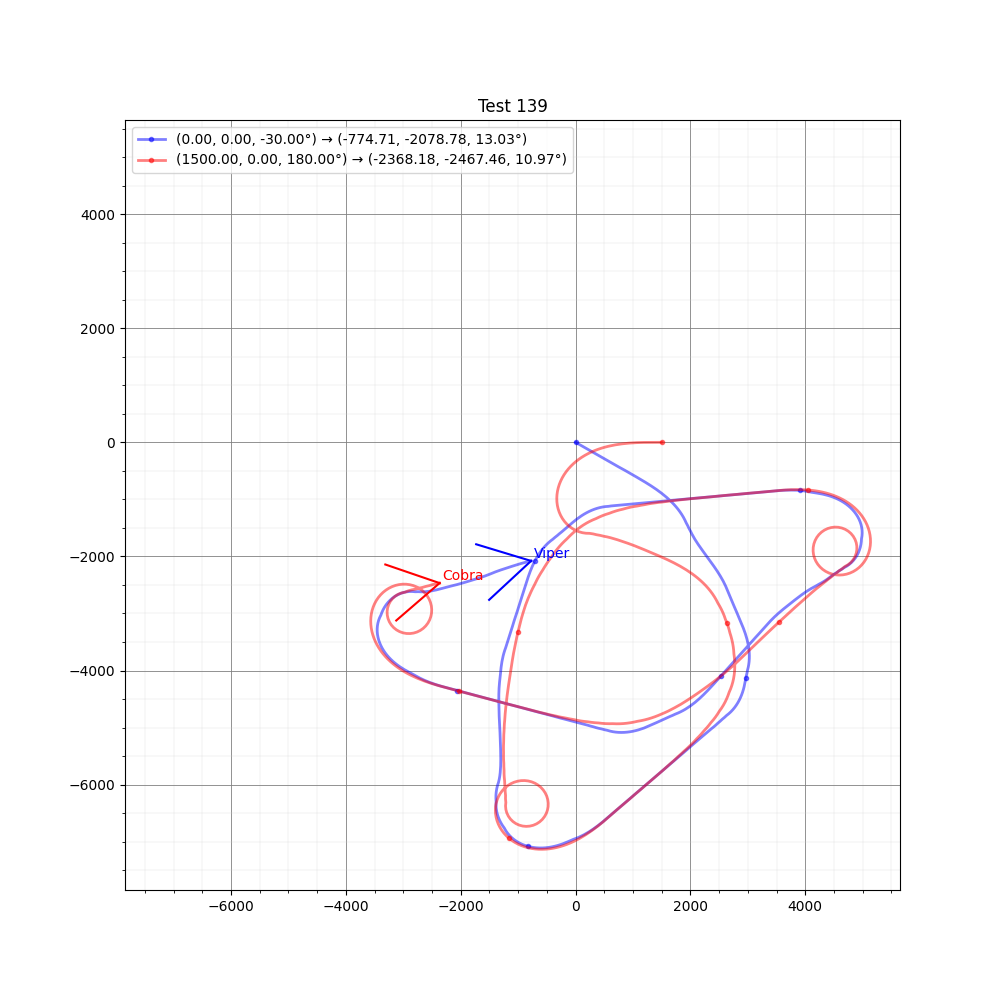 Test 139
(0.00, 0.00, -30.00°) → (-774.71, -2078.78, 13.03°)
(1500.00, 0.00, 180.00°) → (-2368.18, -2467.46, 10.97°)
4000
2000
0
−2000
−4000
−6000
Viper
Cobra
−6000 −4000 −2000 0 2000 4000